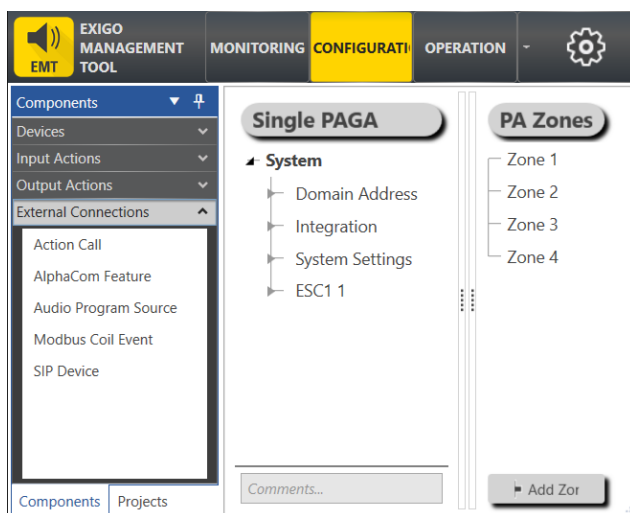 EXIGO
MANAGEMENT
TOOL
EMT
MONITORING
CONFIGURATI
OPERATION
Components
Devices
Input Actions
Output Actions
External Connections
Action Call
AlphaCom Feature
Audio Program Source
Modbus Coil Event
SIP Device
Components
Projects
Single PAGA
System
Domain Address
Integration
System Settings
ESC1 1
Comments...
PA Zones
Zone 1
Zone 2
Zone 3
Zone 4
Add Zor